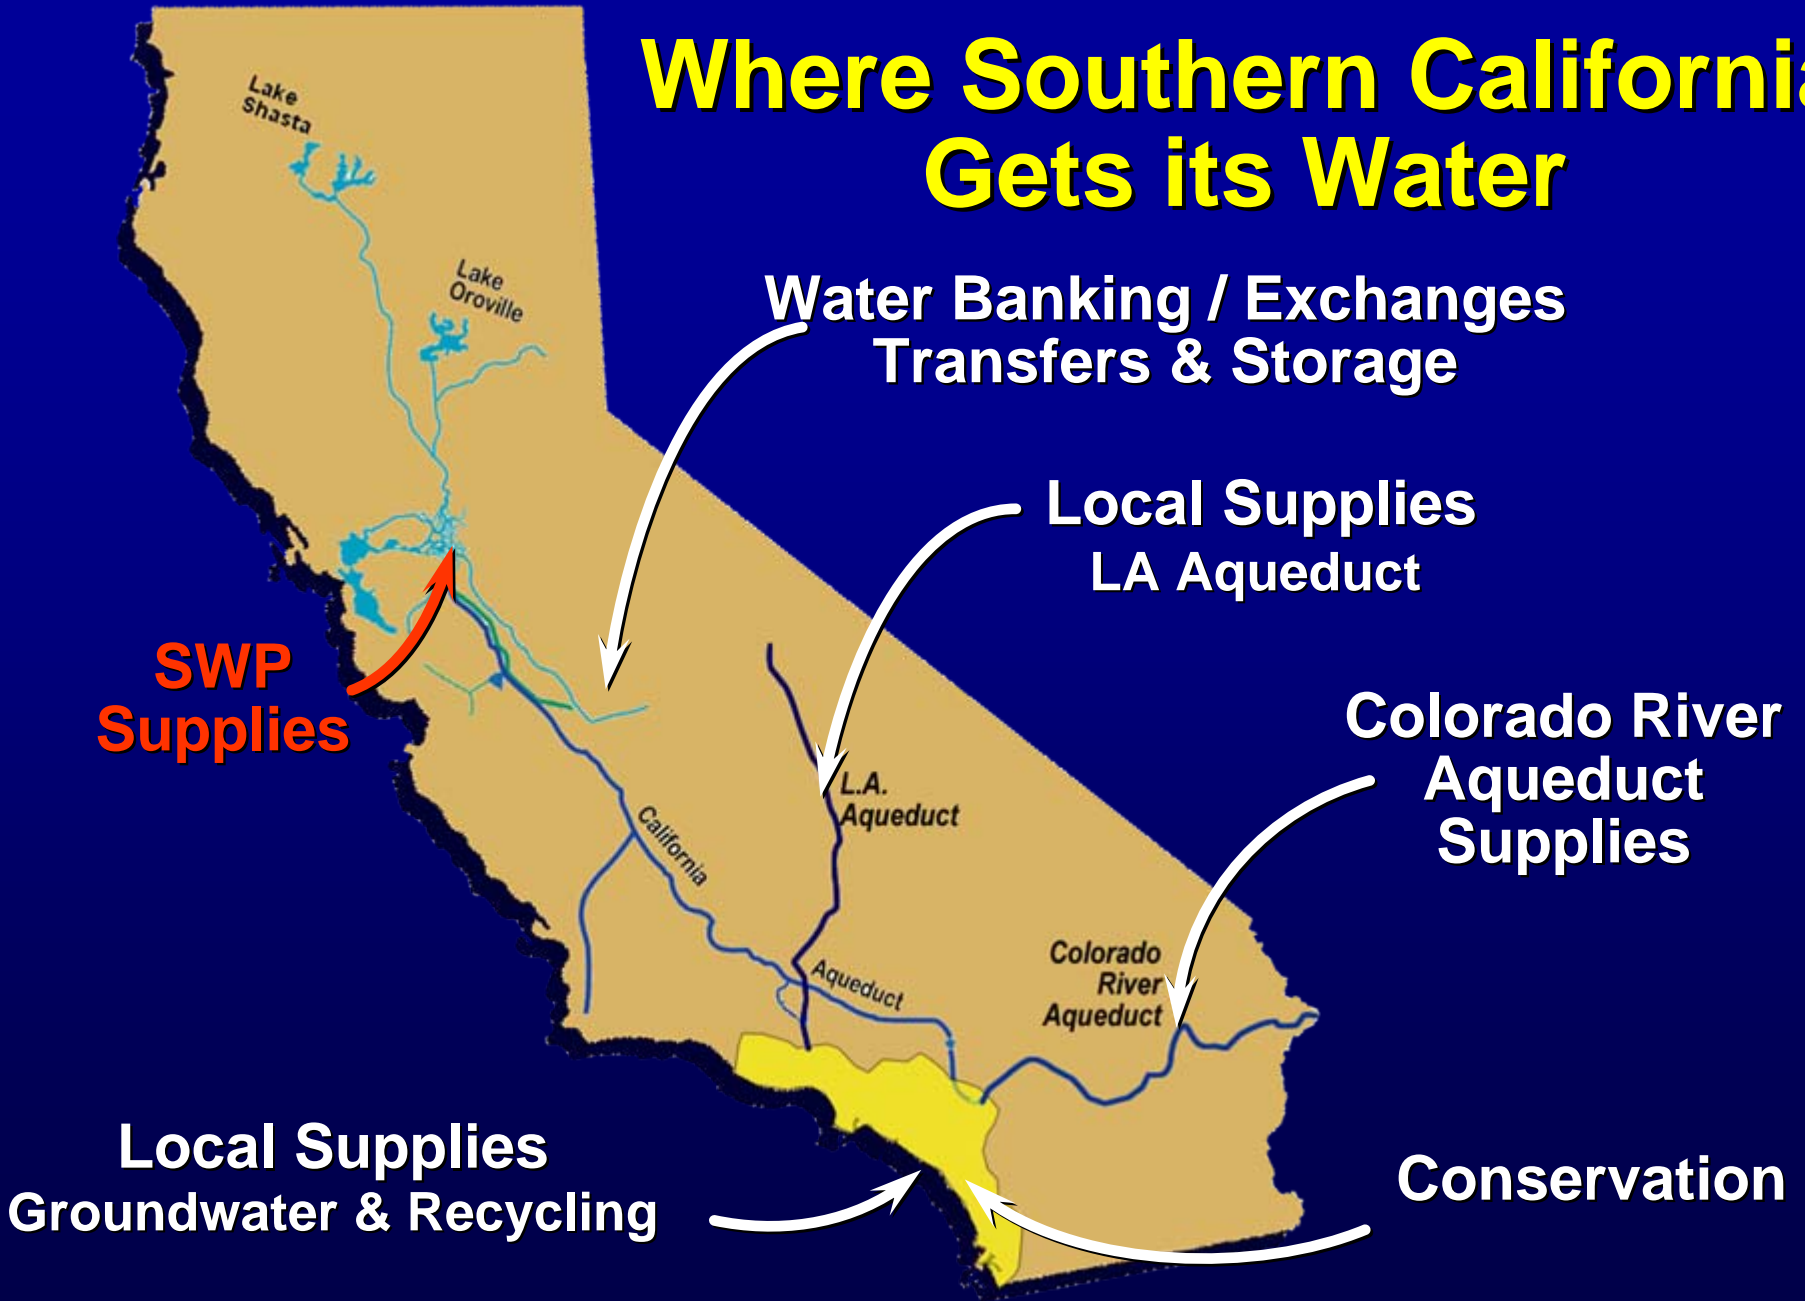 Where Southern California
Gets its Water
Lake
Shasta
Lake
Oroville
Water Banking / Exchanges
Transfers & Storage
Local Supplies
LA Aqueduct
SWP
Supplies
Colorado River
Aqueduct
Supplies
L.A.
Aqueduct
California
Aqueduct
Colorado
River
Aqueduct
Local Supplies
Groundwater & Recycling
Conservation